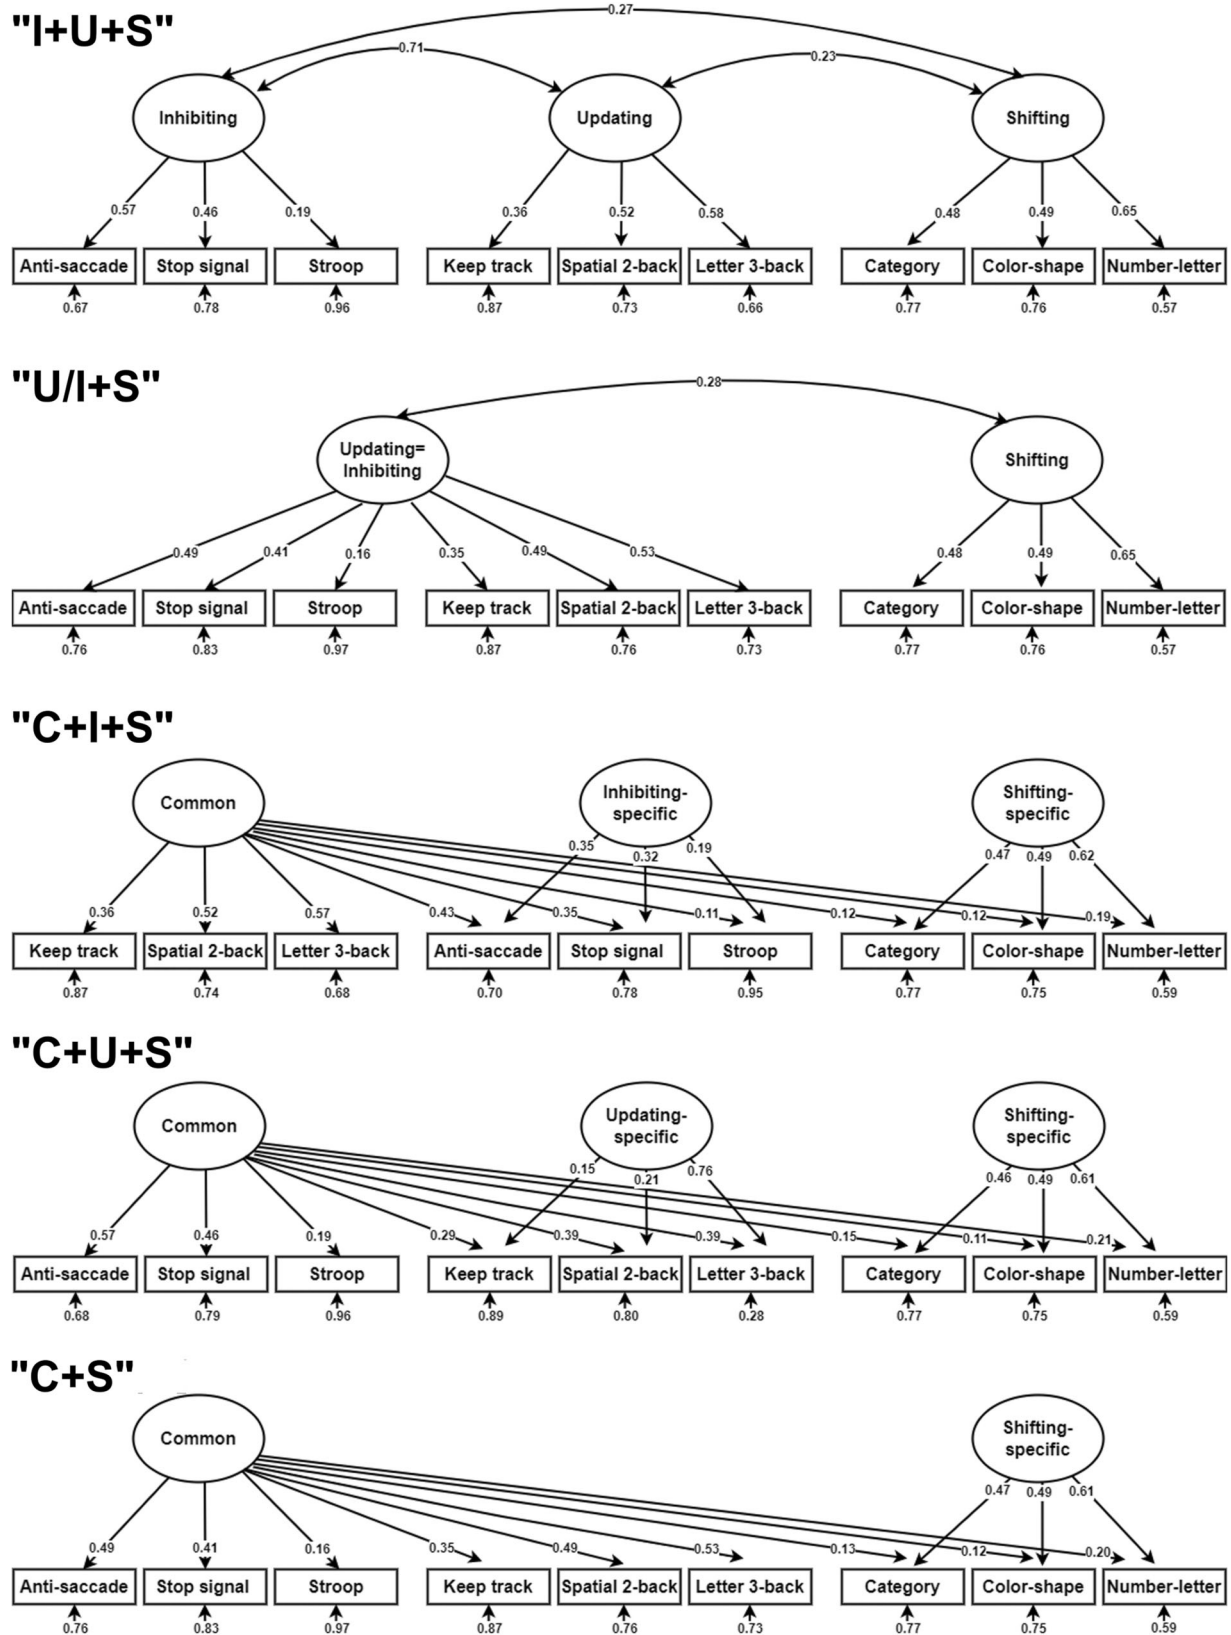 "I+U+S"
0.27
0.71
0.23
Inhibiting
Updating
Shifting
0.57
0.46
0.19
0.36
0.52
0.58
0.48
0.49
0.65
Anti-saccade
Stop signal
Stroop
Keep track
Spatial 2-back
Letter 3-back
Category
Color-shape
Number-letter
0.67
0.78
0.96
0.87
0.73
0.66
0.77
0.76
0.57
"U/I+S"
0.28
Updating=
Inhibiting
Shifting
0.49
0.41
0.16
0.35
0.49
0.53
0.48
0.49
0.65
Anti-saccade
Stop signal
Stroop
Keep track
Spatial 2-back
Letter 3-back
Category
Color-shape
Number-letter
0.76
0.83
0.97
0.87
0.76
0.73
0.77
0.76
0.57
"C+I+S"
Common
Inhibiting-
specific
Shifting-
specific
0.35
0.32
0.19
0.47
0.49
0.62
0.36
0.52
0.57
0.43
0.35
0.11
0.12
0.12
0.19
Keep track
Spatial 2-back
Letter 3-back
Anti-saccade
Stop signal
Stroop
Category
Color-shape
Number-letter
0.87
0.74
0.68
0.70
0.78
0.95
0.77
0.75
0.59
"C+U+S"
Common
Updating-
specific
Shifting-
specific
0.15
0.21
0.76
0.46
0.49
0.61
0.57
0.46
0.19
0.29
0.39
0.39
0.15
0.11
0.21
Anti-saccade
Stop signal
Stroop
Keep track
Spatial 2-back
Letter 3-back
Category
Color-shape
Number-letter
0.68
0.79
0.96
0.89
0.80
0.28
0.77
0.75
0.59
"C+S"
Common
Shifting-
specific
0.47
0.49
0.61
0.49
0.41
0.16
0.35
0.49
0.53
0.13
0.12
0.20
Anti-saccade
Stop signal
Stroop
Keep track
Spatial 2-back
Letter 3-back
Category
Color-shape
Number-letter
0.76
0.83
0.97
0.87
0.76
0.73
0.77
0.75
0.59